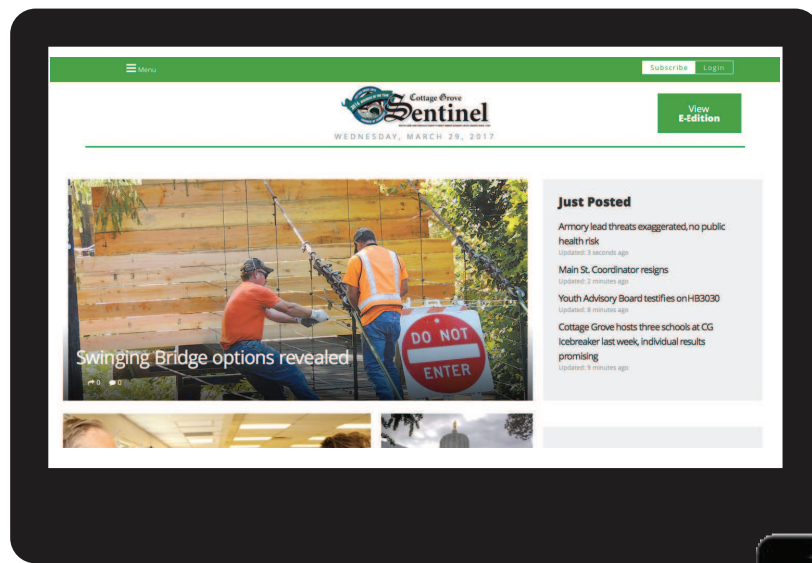 Menu
Subscribe Login
Cottage Grove
Sentinel
WEDNESDAY, MARCH 29, 2017
View
E-Edition
Swinging Bridge options revealed
0 0
DO NOT
ENTER
Just Posted
Armory lead threats exaggerated, no public
health risk
Updated: 3 seconds ago
Main St. Coordinator resigns
Updated: 2 minutes ago
Youth Advisory Board testifies on HB3030
Updated: 8 minutes ago
Cottage Grove hosts three schools at CG
Icebreaker last week, individual results
promising
Updated: 9 minutes ago